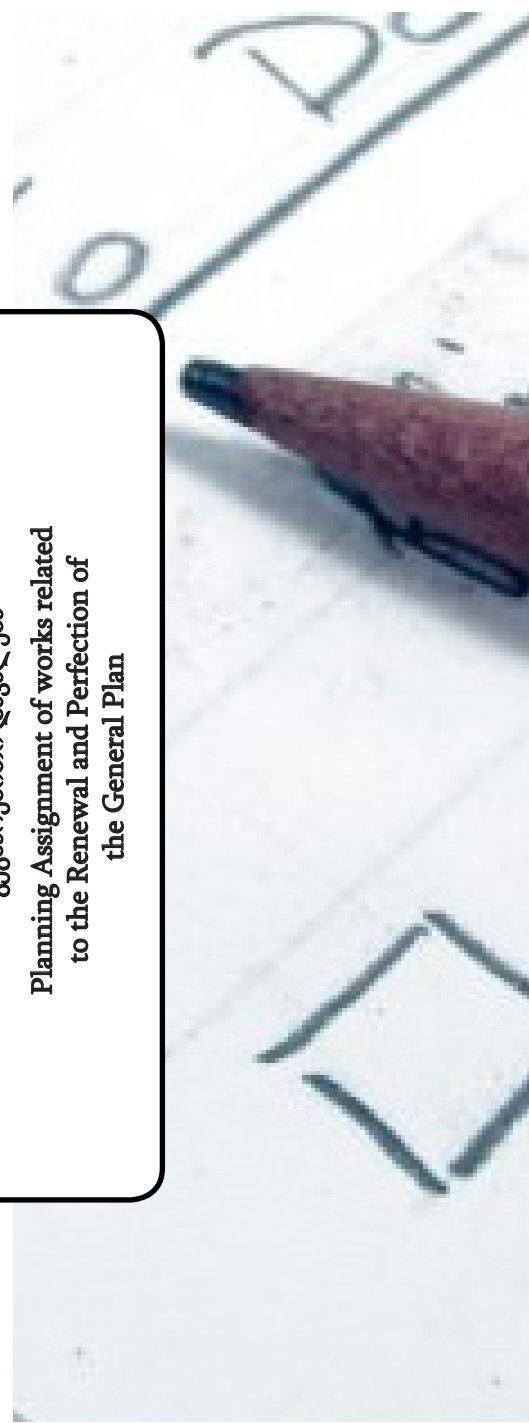 Planning Assignment of works related
to the Renewal and Perfection of
the General Plan